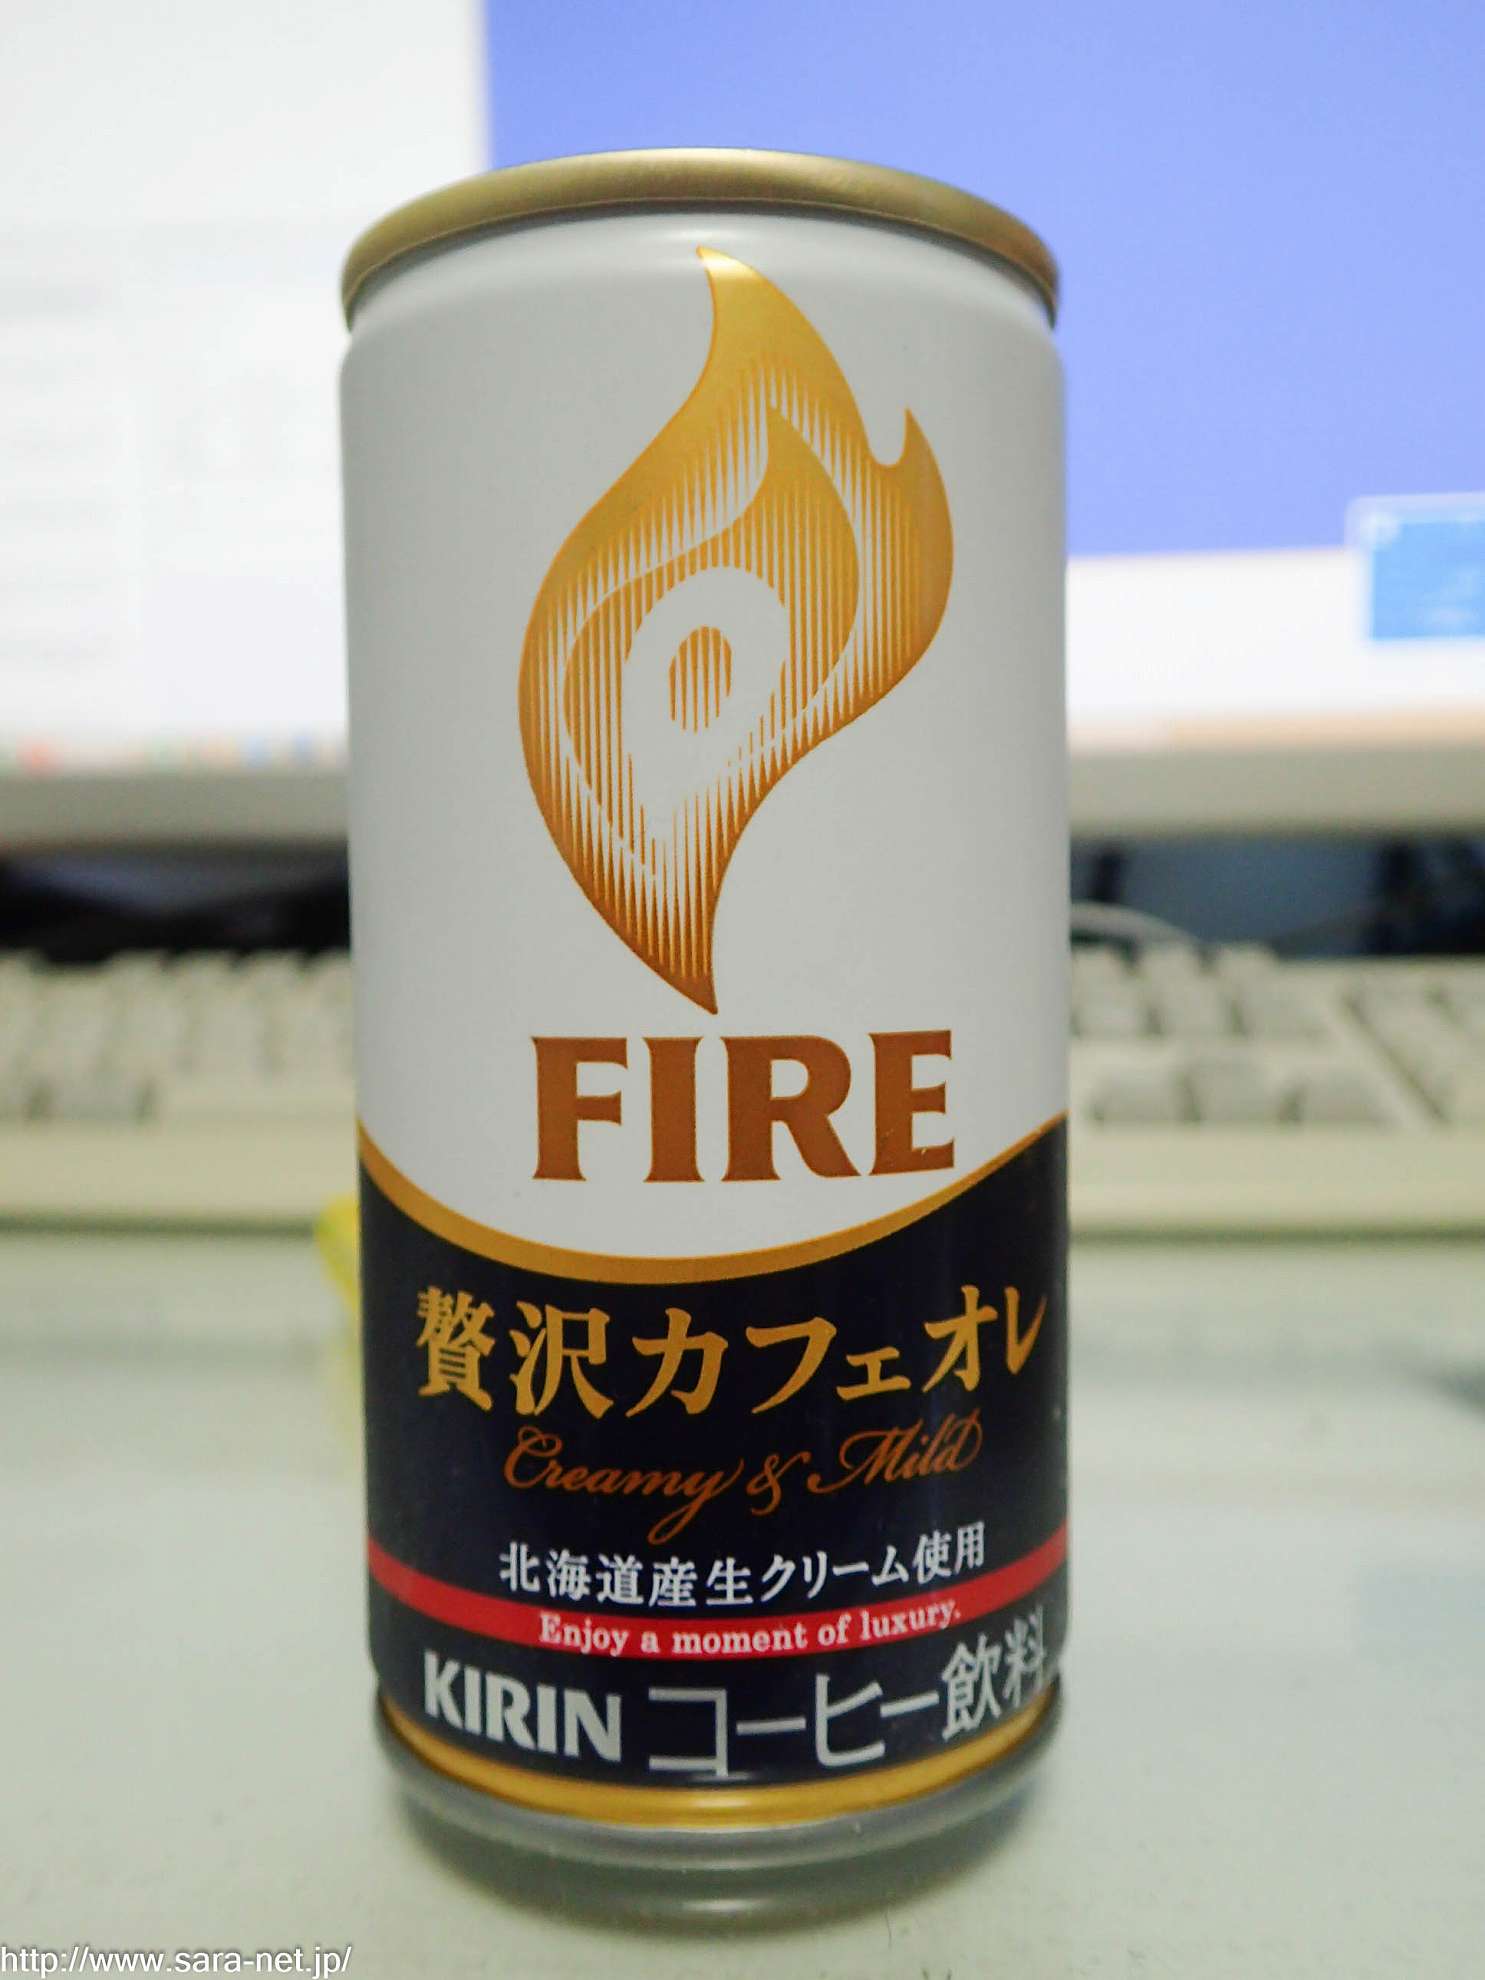 FIRE
贅沢カフェオレ
Creamy & Mild
北海道産生クリーム使用
Enjoy a moment of luxury.
KIRIN コーヒー飲料
http://www.sara-net.jp/